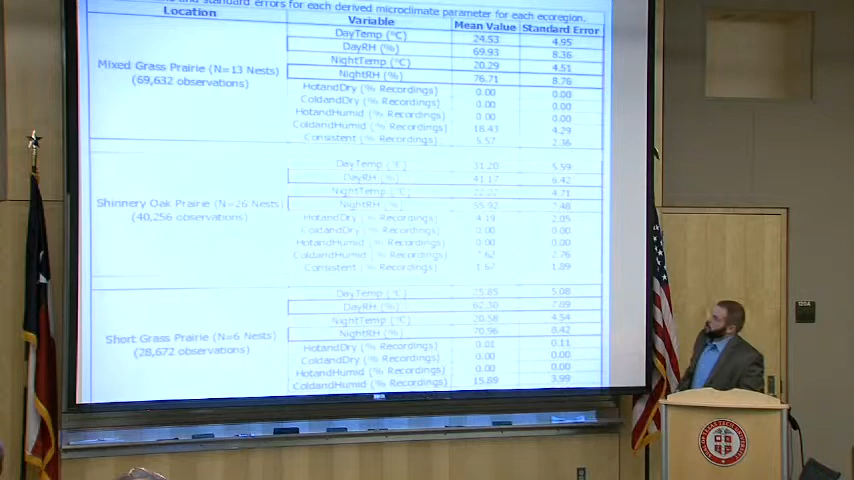 and standard errors for each derived microclimate parameter for each ecoregion.
Location Variable Mean Value Standard Error
Mixed Grass Prairie (N=13 Nests)
(69,632 observations)
DayTemp (°C) 24.53 4.95
DayRH (%) 69.93 8.36
NightTemp (°C) 20.29 4.51
NightRH (%) 76.71 8.76
HotandDry (% Recordings) 0.00 0.00
ColdandDry (% Recordings) 0.00 0.00
HotandHumid (% Recordings) 0.00 0.00
ColdandHumid (% Recordings) 18.43 4.29
Consistent (% Recordings) 5.57 2.36
Shinnery Oak Prairie (N=26 Nests)
(40,256 observations)
DayTemp (°C) 31.20 5.59
DayRH (%) 41.17 6.42
NightTemp (°C) 4.71
NightRH (%) 55.92 7.48
HotandDry (% Recordings) 4.19 2.05
ColdandDry (% Recordings) 0.00 0.00
HotandHumid (% Recordings) 0.00 0.00
ColdandHumid (% Recordings) 7.62 2.76
Consistent (% Recordings) 1.67 1.89
Short Grass Prairie (N=6 Nests)
(28,672 observations)
DayTemp (°C) 25.85 5.08
DayRH (%) 62.30 7.89
NightTemp (°C) 20.58 4.54
NightRH (%) 70.96 8.42
HotandDry (% Recordings) 0.01 0.11
ColdandDry (% Recordings) 0.00 0.00
HotandHumid (% Recordings) 0.00 0.00
ColdandHumid (% Recordings) 15.69 3.99
120A